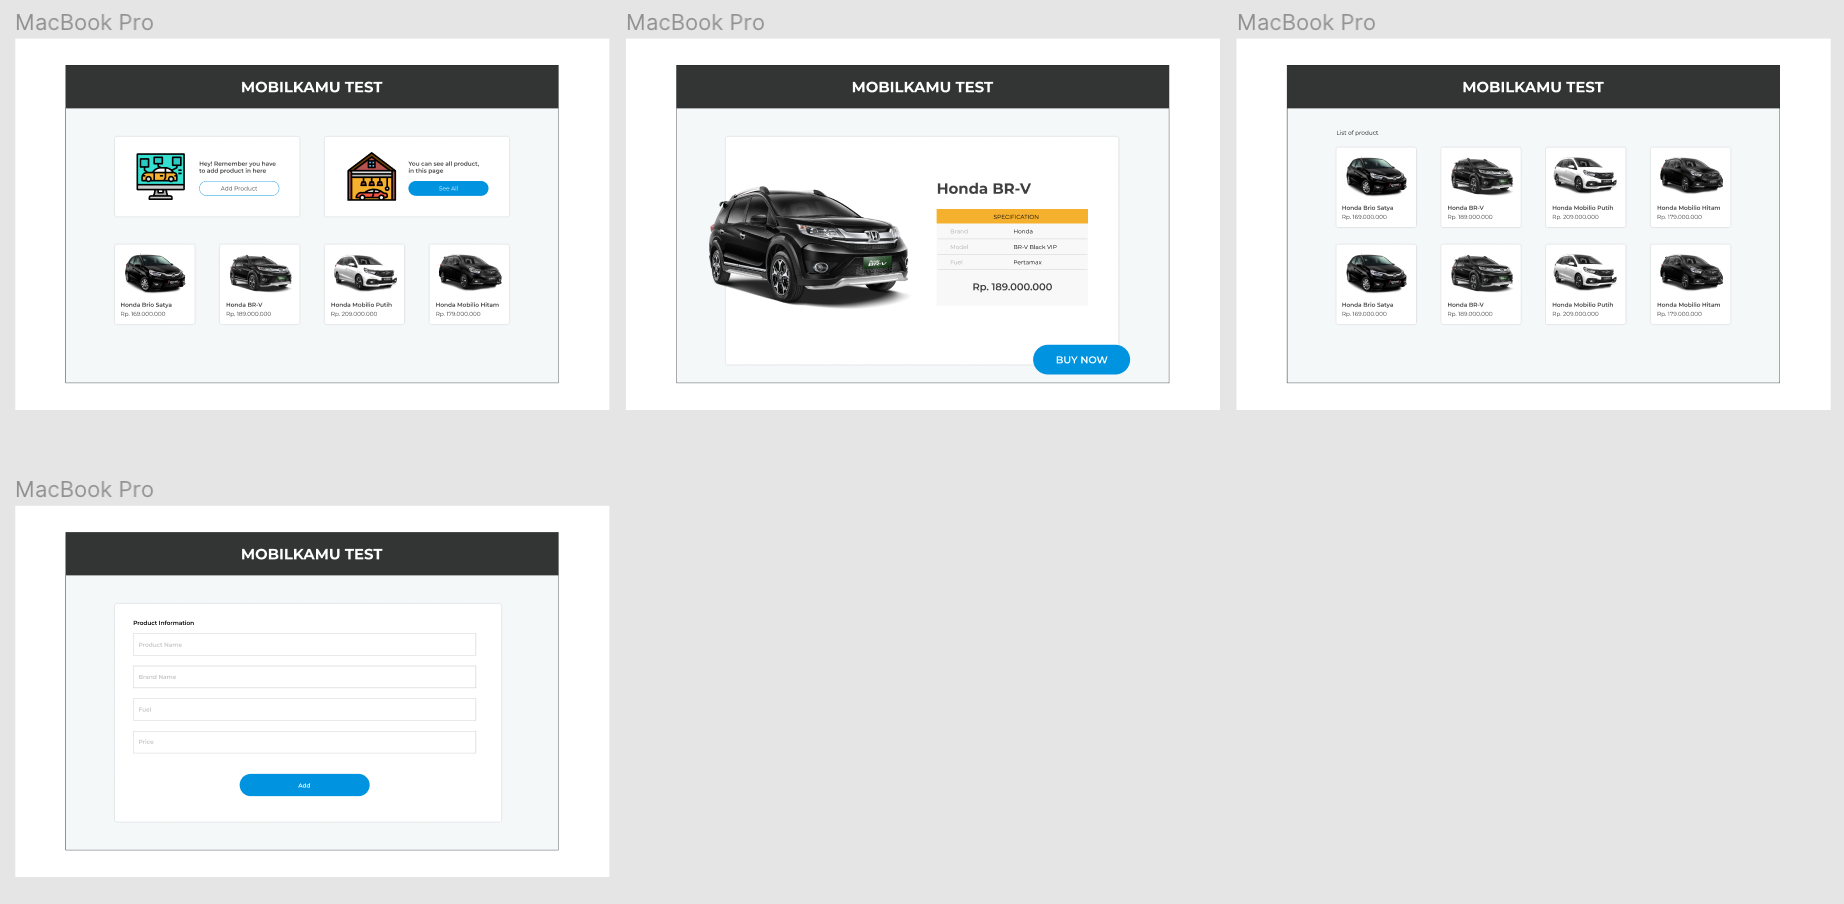 MacBook Pro
MOBILKAMU TEST
Hey! Remember you have
to add product in here
Add Product
You can see all product,
in this page
See All
Honda Brio Satya
Rp. 169.000.000
Honda BR-V
Rp. 189.000.000
Honda Mobilio Putih
Rp. 209.000.000
Honda Mobilio Hitam
Rp. 179.000.000
MacBook Pro
MOBILKAMU TEST
BR-V
Honda BR-V
SPECIFICATION
Brand Honda
Model BR-V Black VIP
Fuel Pertamax
Rp. 189.000.000
BUY NOW
MacBook Pro
MOBILKAMU TEST
List of product
Honda Brio Satya
Rp. 169.000.000
Honda BR-V
Rp. 189.000.000
Honda Mobilio Putih
Rp. 209.000.000
Honda Mobilio Hitam
Rp. 179.000.000
Honda Brio Satya
Rp. 169.000.000
Honda BR-V
Rp. 189.000.000
Honda Mobilio Putih
Rp. 209.000.000
Honda Mobilio Hitam
Rp. 179.000.000
MacBook Pro
MOBILKAMU TEST
Product Information
Product Name
Brand Name
Fuel
Price
Add